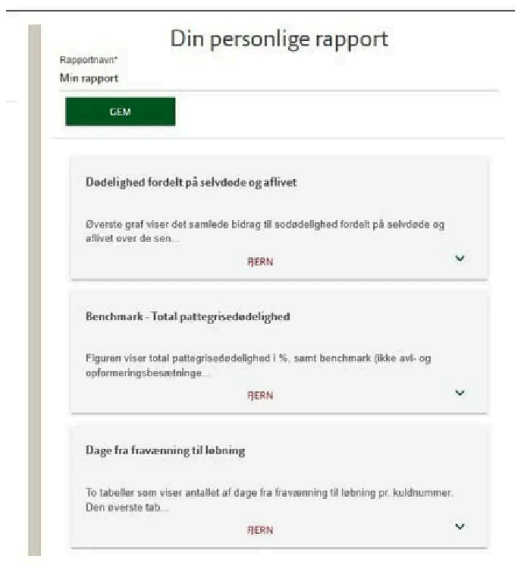 Din personlige rapport
Rapportnavn*
Min rapport
GEM
Dødelighed fordelt på selvdøde og aflivet
Øverste graf viser det samlede bidrag til sodødelighed fordelt på selvdøde og
aflivet over de sen...
FJERN
Benchmark - Total pattegrisedødelighed
Figuren viser total pattegrisedødelighed i %, samt benchmark (ikke avl- og
opformeringsbesætninge...
FJERN
Dage fra fravænning til løbning
To tabeller som viser antallet af dage fra fravænning til løbning pr. kuldnummer.
Den øverste tab...
FJERN